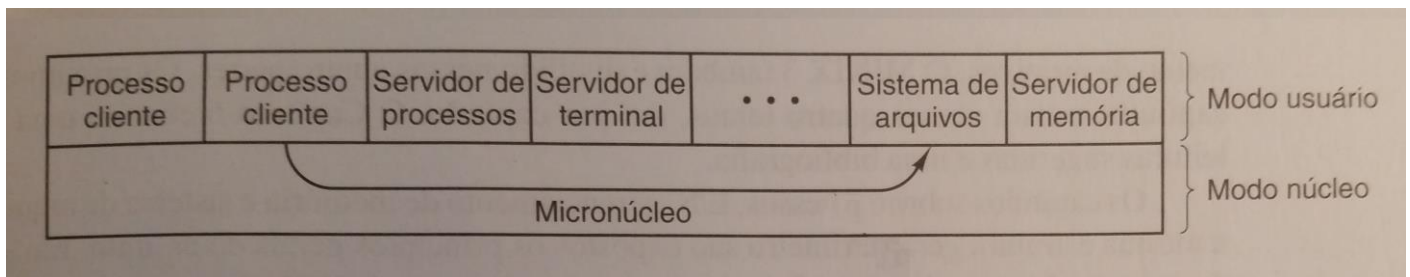 Processo
cliente
Processo
cliente
Servidor de
processos
Servidor de
terminal
• • •
Sistema de
arquivos
Servidor de
memória
Modo usuário
Micronúcleo
Modo núcleo